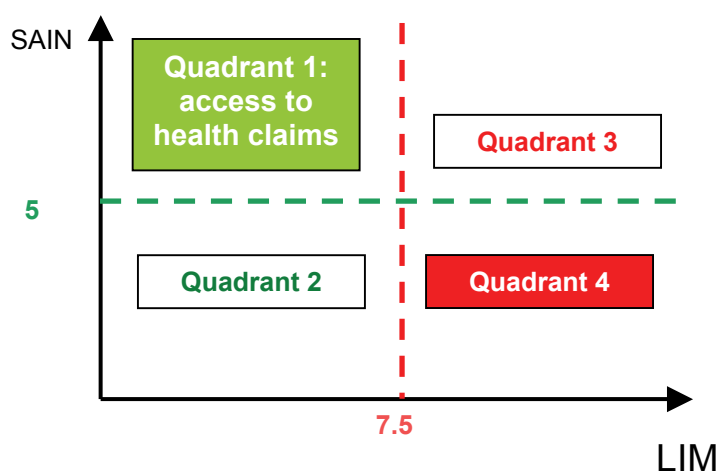 SAIN
Quadrant 1:
access to
health claims
Quadrant 3
5
Quadrant 2
Quadrant 4
7.5
LIM